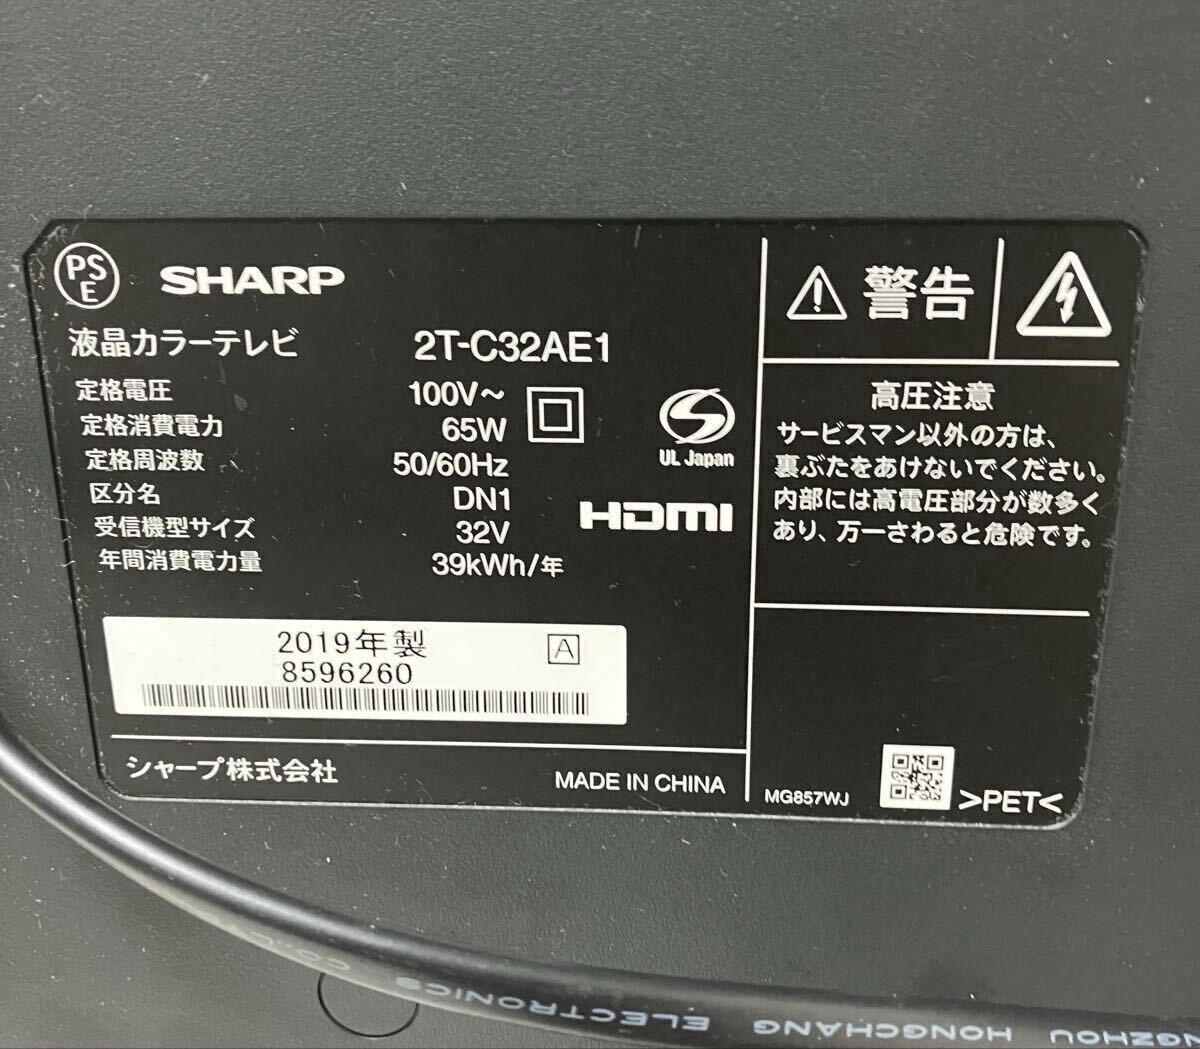 PS
E
SHARP
液晶カラーテレビ 2T-C32AE1
定格電圧 100V～
定格消費電力 65W
定格周波数 50/60Hz
区分名 DN1
受信機型サイズ 32V
年間消費電力量 39kWh/年
S
UL Japan
HDMI
2019年製 A
8596260
シャープ株式会社 MADE IN CHINA
警告
高圧注意
サービスマン以外の方は、
裏ぶたをあけないでください。
内部には高電圧部分が数多く
あり、万一さわると危険です。
MG857WJ >PET<
NGZHOU HONGCHANG ELECTRONICS CO.,L